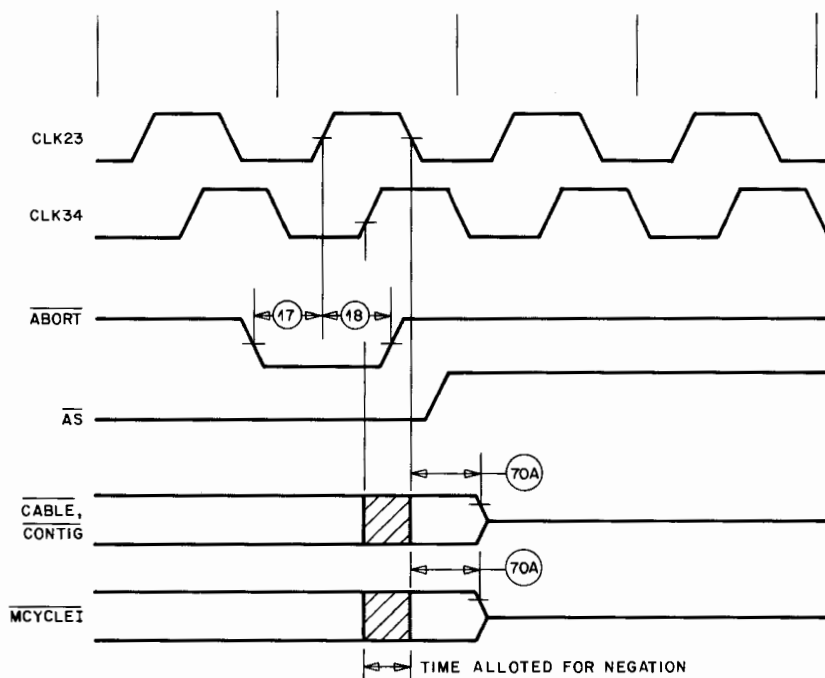 CLK23
CLK34
ABORT
17
18
AS
70A
CABLE,
CONTIG
70A
MCYCLEI
TIME ALLOTED FOR NEGATION